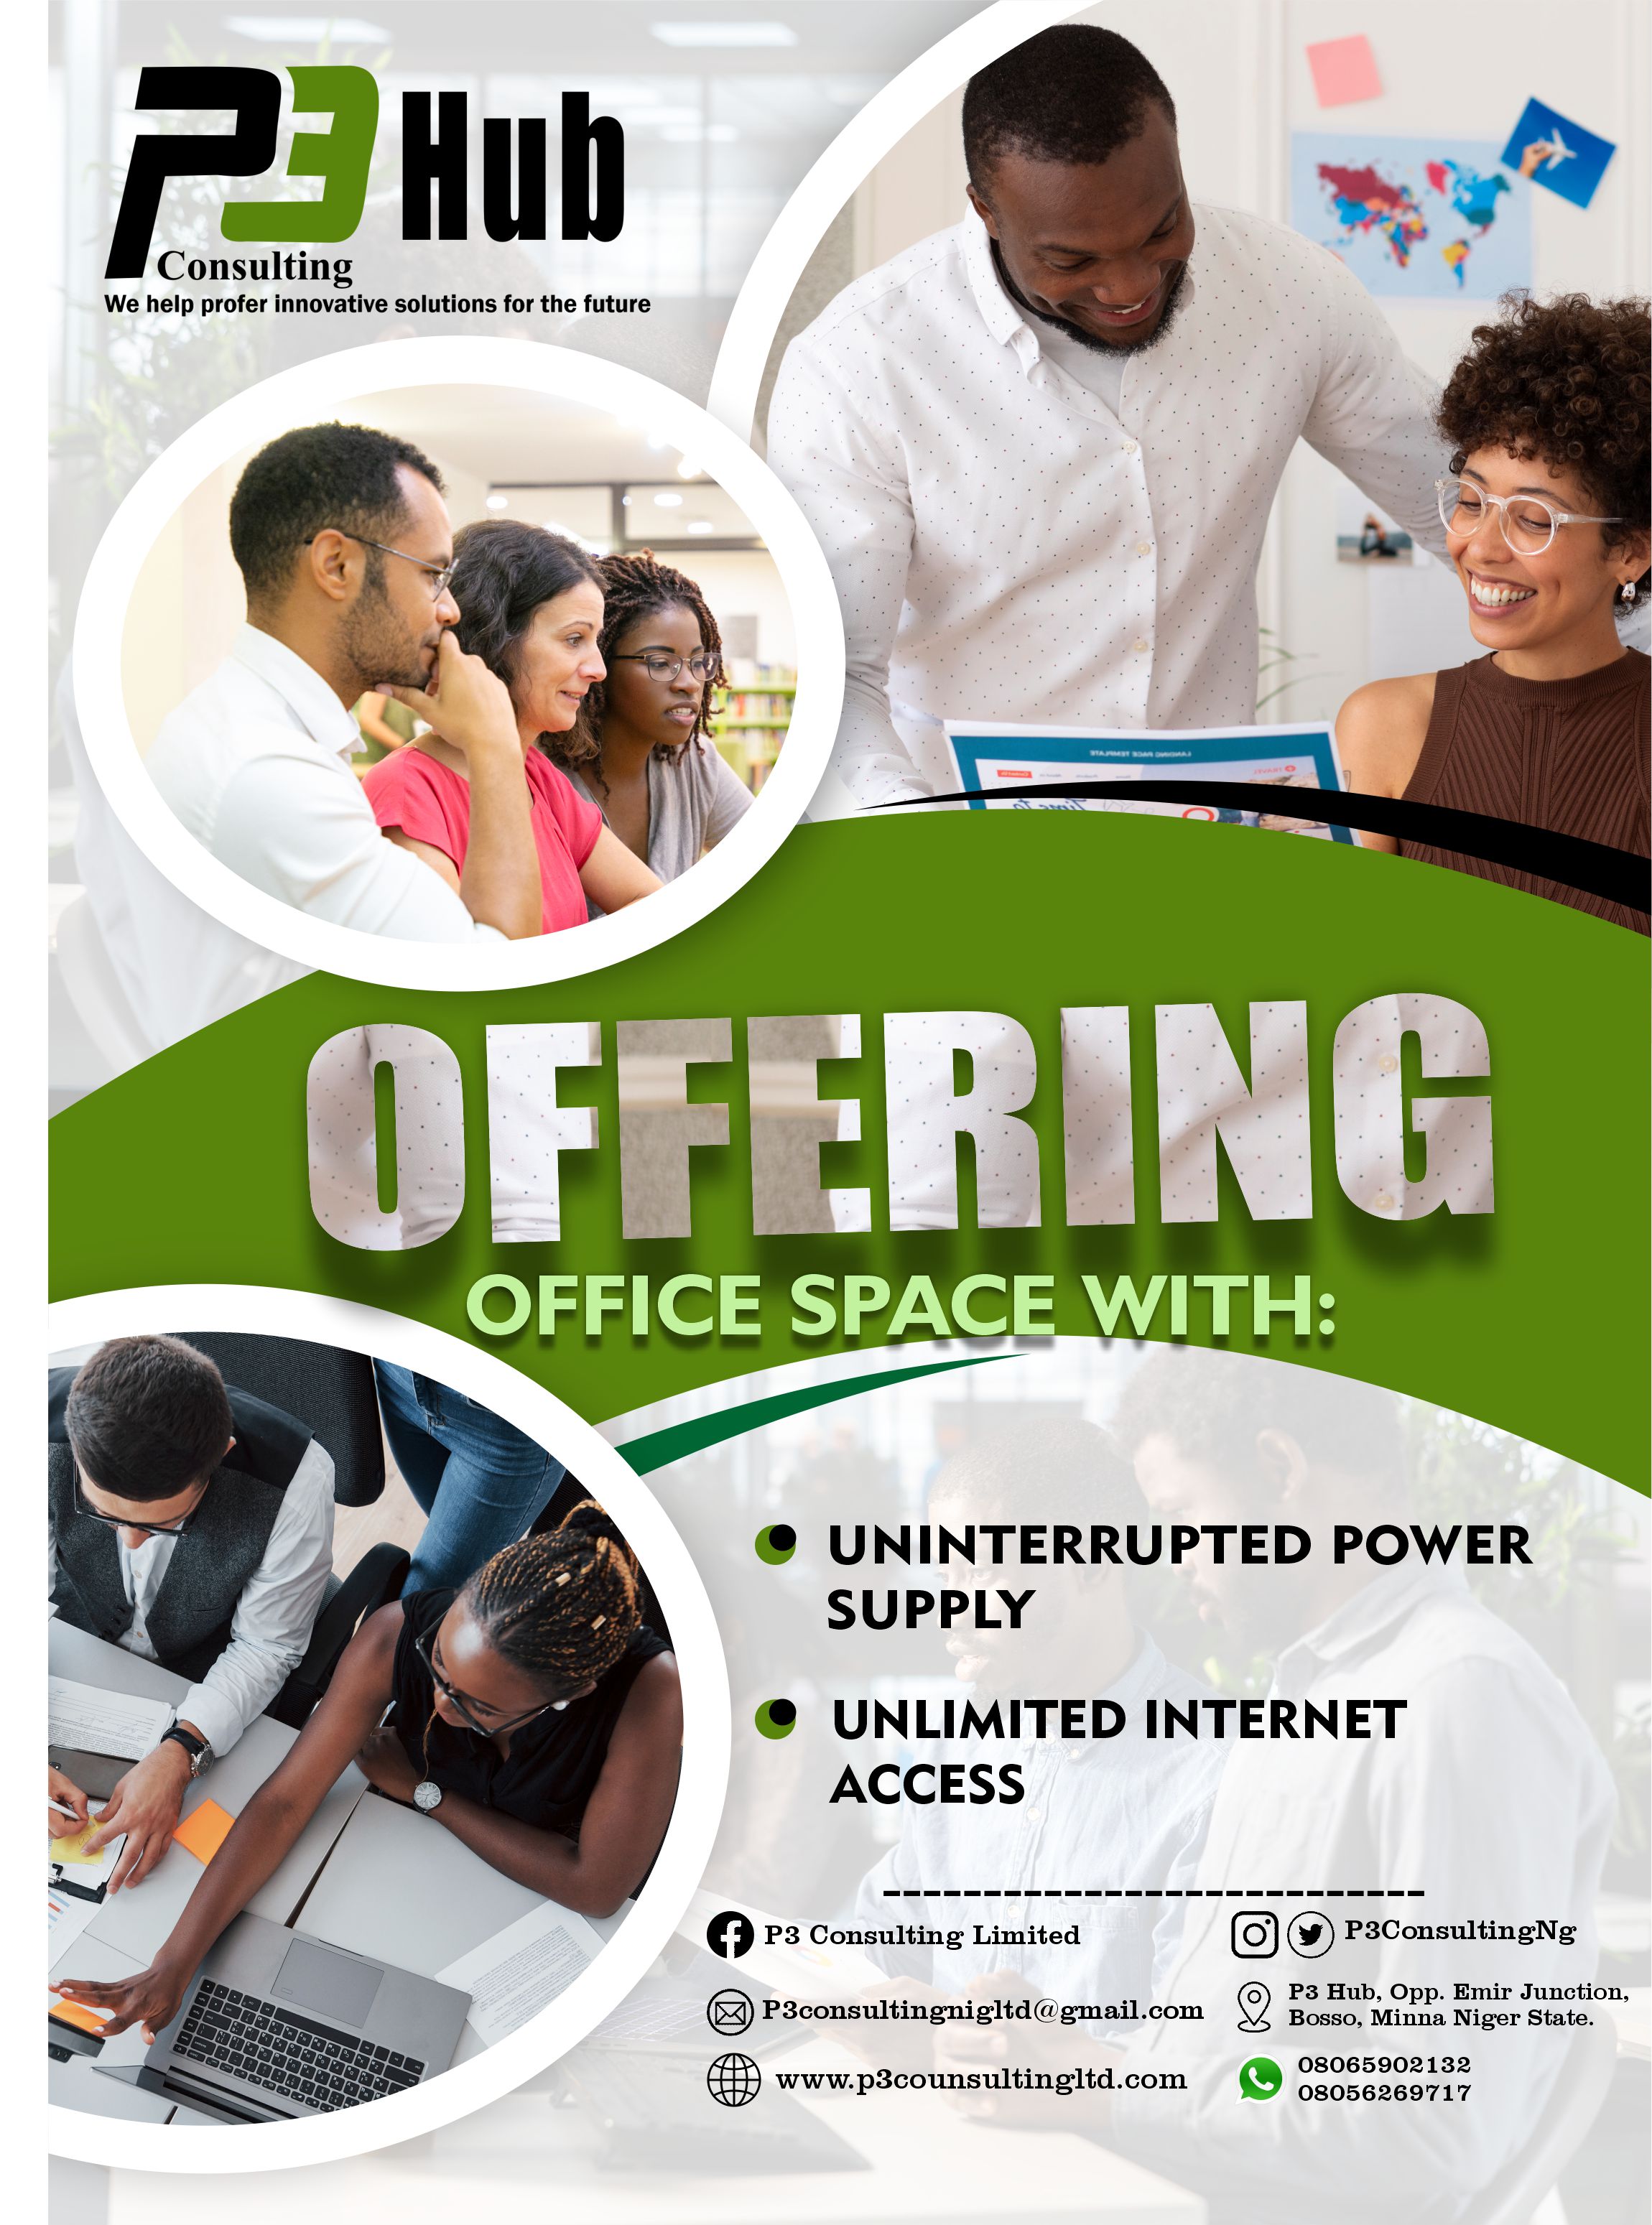 P3 Hub
Consulting
We help profer innovative solutions for the future
OFFERING
OFFICE SPACE WITH:
UNINTERRUPTED POWER
SUPPLY
UNLIMITED INTERNET
ACCESS
P3 Consulting Limited
P3ConsultingNg
P3consultingnigltd@gmail.com
P3 Hub, Opp. Emir Junction,
Bosso, Minna Niger State.
www.p3counsultingltd.com
08065902132
08056269717